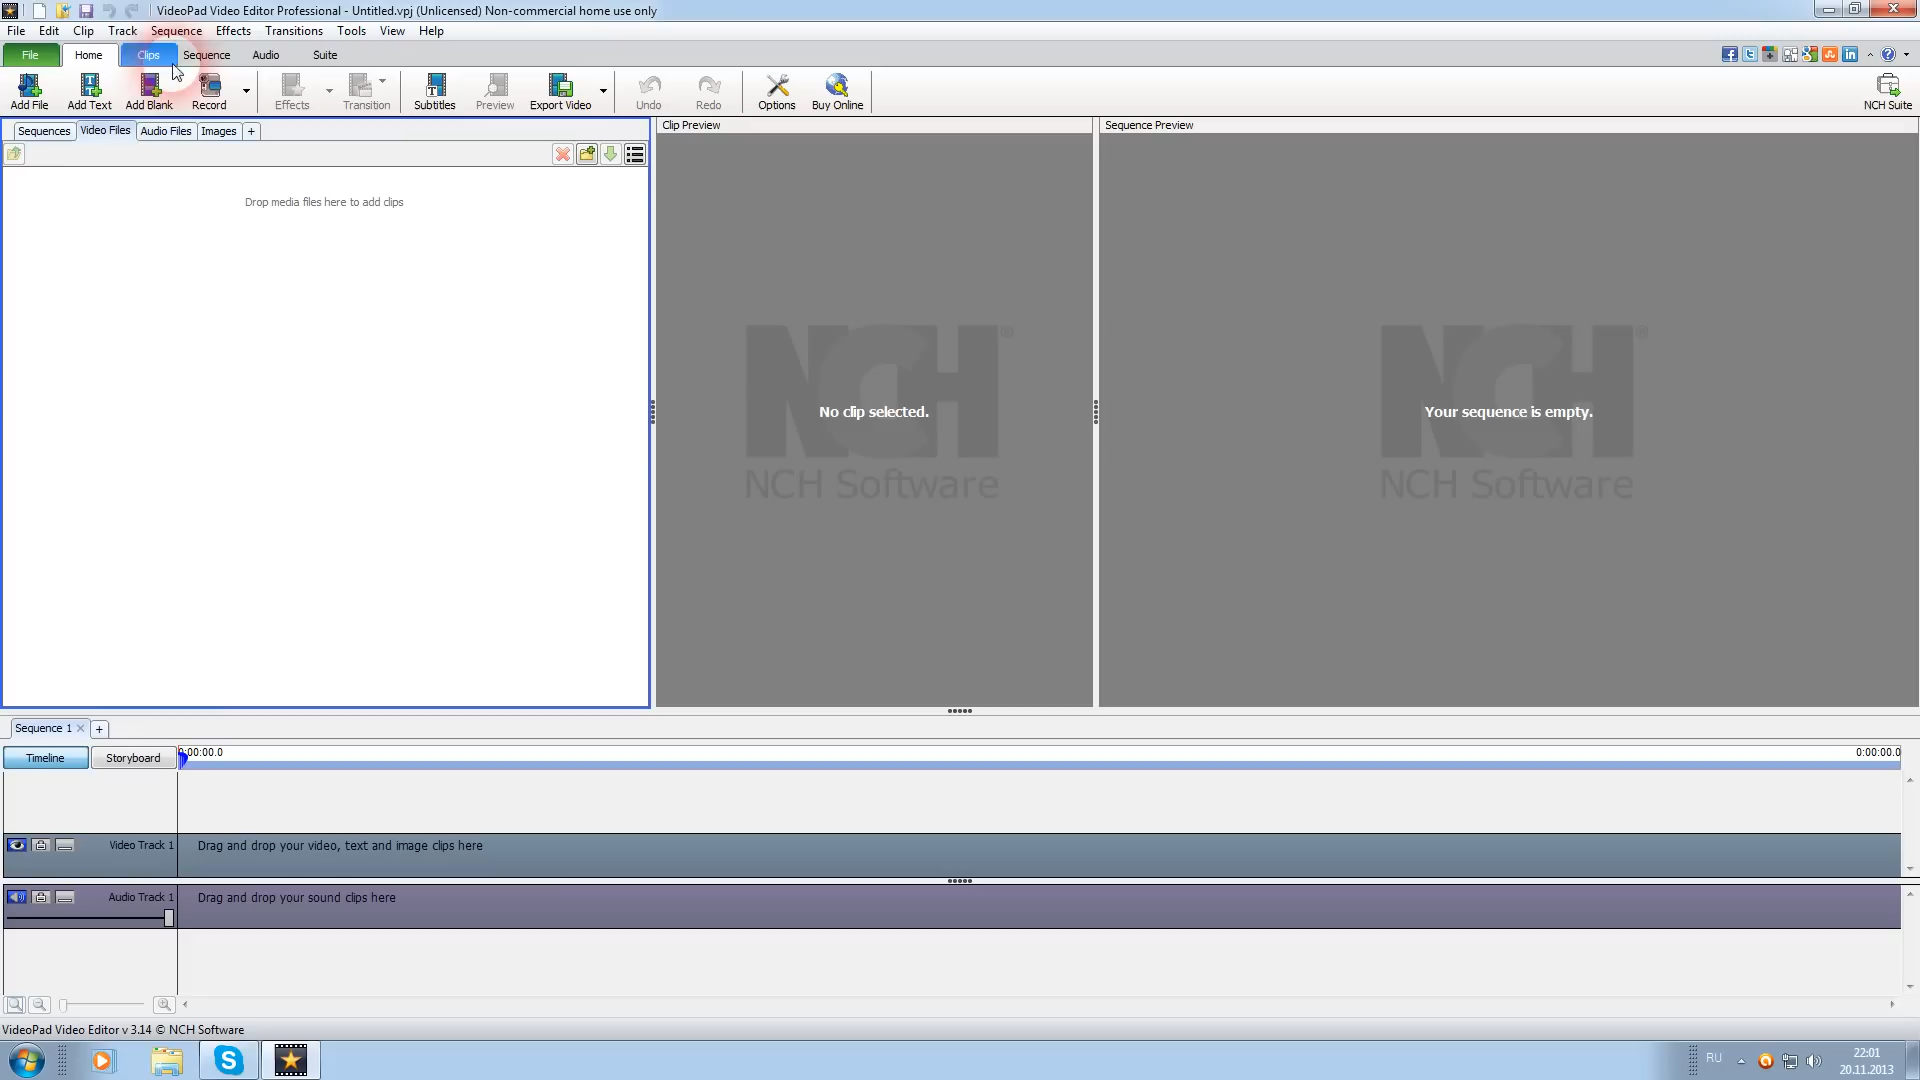 VideoPad Video Editor Professional - Untitled.vpj (Unlicensed) Non-commercial home use only
File Edit Clip Track Sequence Effects Transitions Tools View Help
File Home Clips Sequence Audio Suite
Add File Add Text Add Blank Record Effects Transition Subtitles Preview Export Video Undo Redo Options Buy Online NCH Suite
Sequences Video Files Audio Files Images +
Clip Preview
Sequence Preview
Drop media files here to add clips
NCH®
No clip selected.
NCH Software
NCH®
Your sequence is empty.
NCH Software
Sequence 1 +
Timeline Storyboard
0:00:00.0
Video Track 1 Drag and drop your video, text and image clips here
Audio Track 1 Drag and drop your sound clips here
VideoPad Video Editor v 3.14 © NCH Software
RU
22:01
20.11.2013